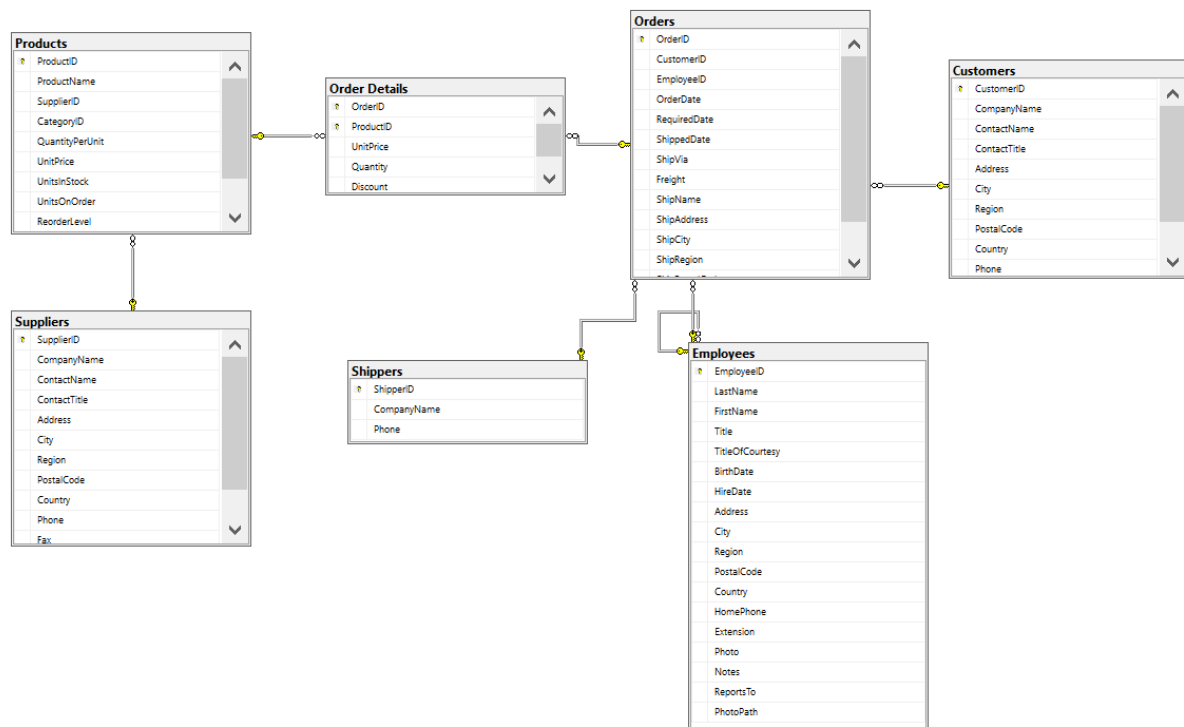 Products
ProductID
ProductName
SupplierID
CategoryID
QuantityPerUnit
UnitPrice
UnitsInStock
UnitsOnOrder
ReorderLevel
Order Details
OrderID
ProductID
UnitPrice
Quantity
Discount
Orders
OrderID
CustomerID
EmployeeID
OrderDate
RequiredDate
ShippedDate
ShipVia
Freight
ShipName
ShipAddress
ShipCity
ShipRegion
Customers
CustomerID
CompanyName
ContactName
ContactTitle
Address
City
Region
PostalCode
Country
Phone
Suppliers
SupplierID
CompanyName
ContactName
ContactTitle
Address
City
Region
PostalCode
Country
Phone
Fax
Shippers
ShipperID
CompanyName
Phone
Employees
EmployeeID
LastName
FirstName
Title
TitleOfCourtesy
BirthDate
HireDate
Address
City
Region
PostalCode
Country
HomePhone
Extension
Photo
Notes
ReportsTo
PhotoPath